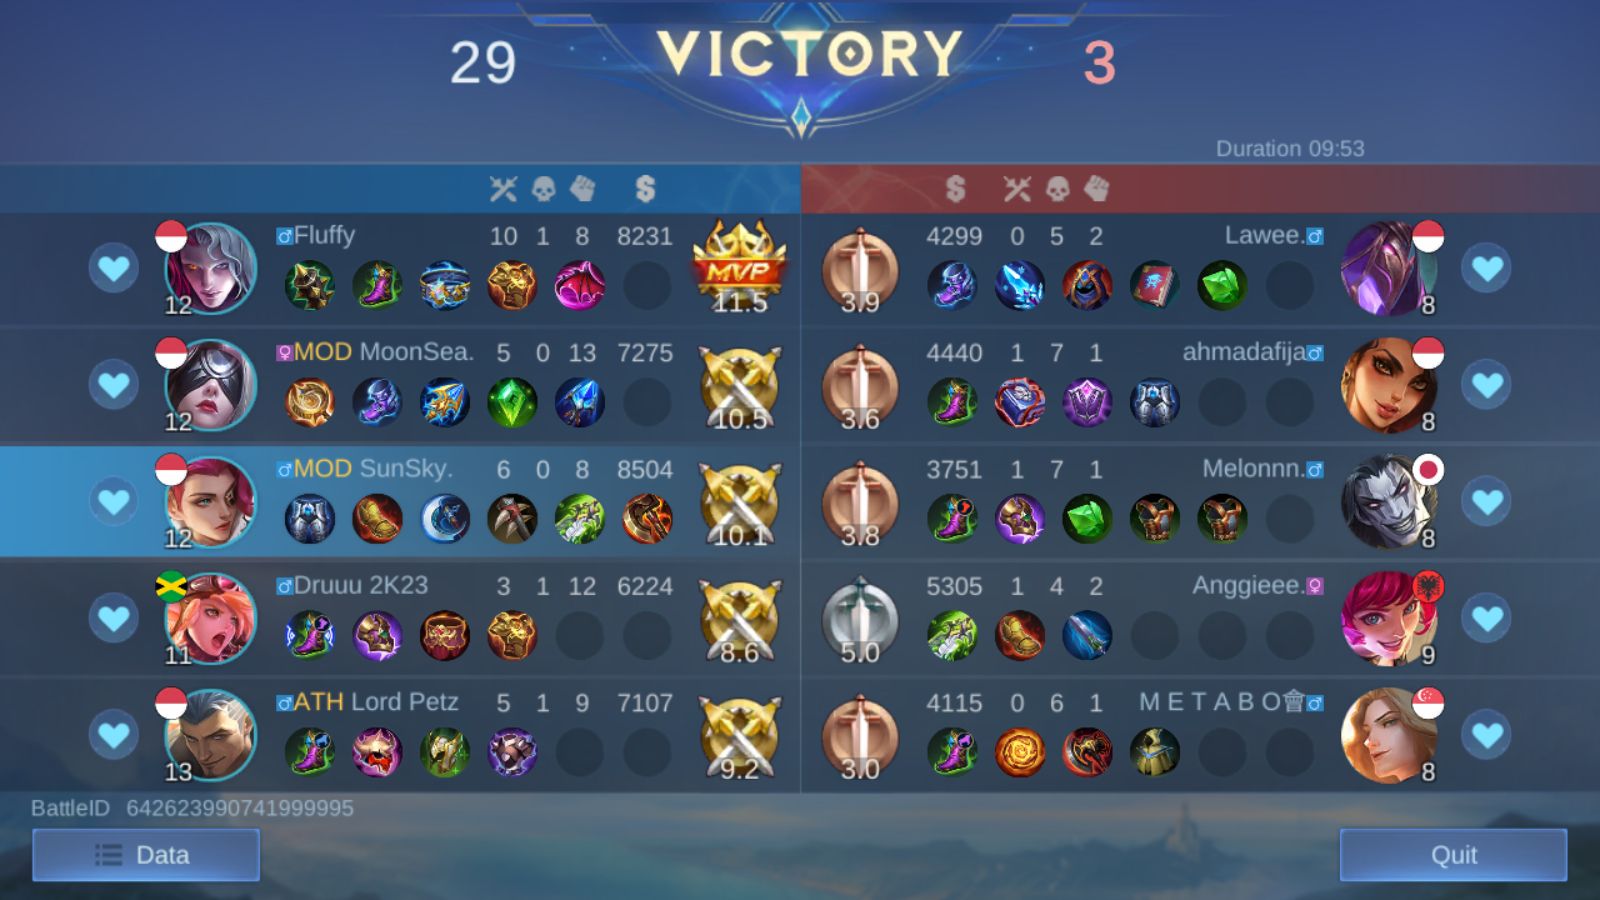 29 VICTORY 3
Duration 09:53
Fluffy 10 1 8 8231
12
MVP 11.5
4299 0 5 2 Lawee.
3.9
8
MOD MoonSea. 5 0 13 7275
12
10.5
4440 1 7 1 ahmadafija
3.6
8
MOD SunSky. 6 0 8 8504
12
10.1
3751 1 7 1 Melonnn.
3.8
8
Druuu 2K23 3 1 12 6224
11
8.6
5305 1 4 2 Anggieee.
5.0
9
ATH Lord Petz 5 1 9 7107
13
9.2
4115 0 6 1 M E T A B O會
3.0
8
BattleID 642623990741999995
Data
Quit